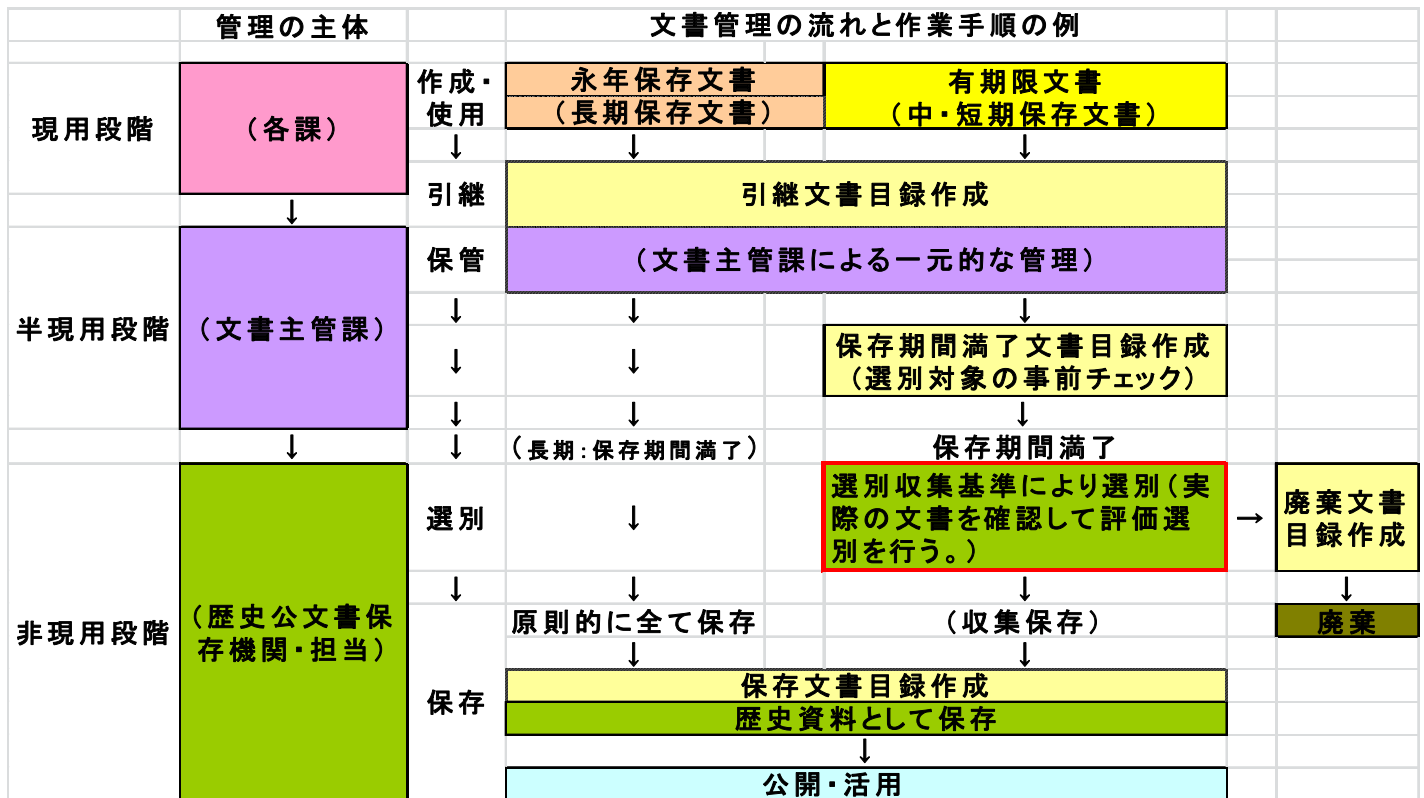 管理の主体
文書管理の流れと作業手順の例
現用段階
（各課）
作成・
使用
永年保存文書
（長期保存文書）
有期限文書
（中・短期保存文書）
↓
↓
↓
引継
引継文書目録作成
↓
半現用段階
（文書主管課）
保管
（文書主管課による一元的な管理）
↓
↓
↓
↓
↓
保存期間満了文書目録作成
（選別対象の事前チェック）
↓
↓
↓
↓
↓
（長期：保存期間満了）
保存期間満了
非現用段階
（歴史公文書保
存機関・担当）
選別
↓
選別収集基準により選別（実
際の文書を確認して評価選
別を行う。）
→
廃棄文書
目録作成
↓
↓
↓
↓
保存
原則的に全て保存
（収集保存）
廃棄
↓
↓
保存文書目録作成
歴史資料として保存
↓
公開・活用